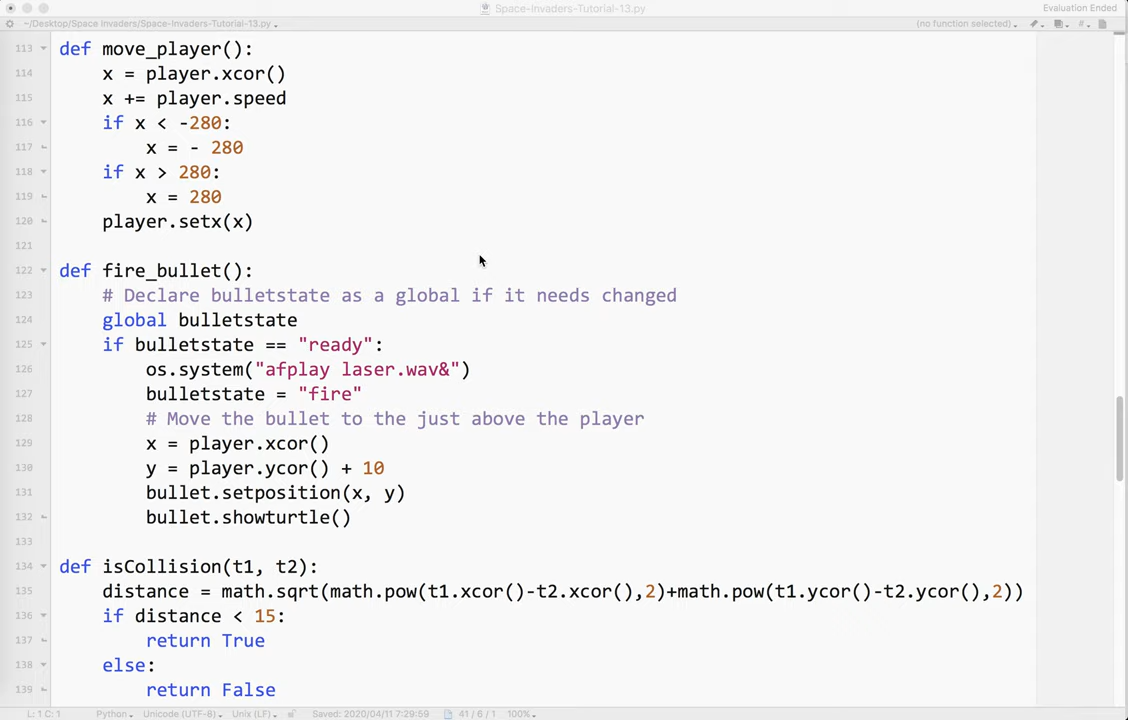 Space-Invaders-Tutorial-13.py
Evaluation Ended
~/Desktop/Space Invaders/Space-Invaders-Tutorial-13.py
(no function selected)
113 def move_player():
114     x = player.xcor()
115     x += player.speed
116     if x < -280:
117         x = - 280
118     if x > 280:
119         x = 280
120     player.setx(x)
121
122 def fire_bullet():
123     # Declare bulletstate as a global if it needs changed
124     global bulletstate
125     if bulletstate == "ready":
126         os.system("afplay laser.wav&")
127         bulletstate = "fire"
128         # Move the bullet to the just above the player
129         x = player.xcor()
130         y = player.ycor() + 10
131         bullet.setposition(x, y)
132         bullet.showturtle()
133
134 def isCollision(t1, t2):
135     distance = math.sqrt(math.pow(t1.xcor()-t2.xcor(),2)+math.pow(t1.ycor()-t2.ycor(),2))
136     if distance < 15:
137         return True
138     else:
139         return False
L: 1 C: 1 Python Unicode (UTF-8) Unix (LF) Saved: 2020/04/11 7:29:59 41 / 6 / 1 100%